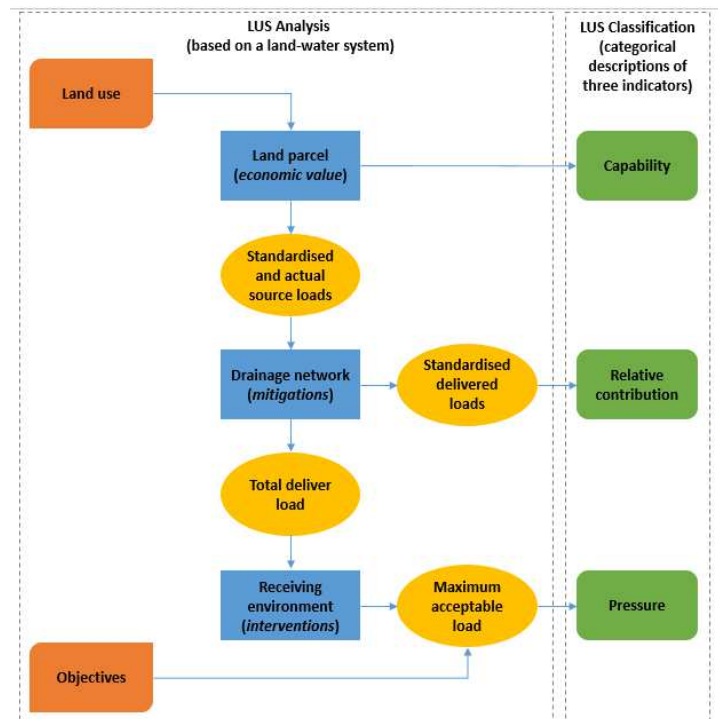 LUS Analysis
(based on a land-water system)
LUS Classification
(categorical
descriptions of
three indicators)
Land use
Land parcel
(economic value)
Capability
Standardised
and actual
source loads
Drainage network
(mitigations)
Standardised
delivered
loads
Relative
contribution
Total deliver
load
Receiving
environment
(interventions)
Maximum
acceptable
load
Pressure
Objectives